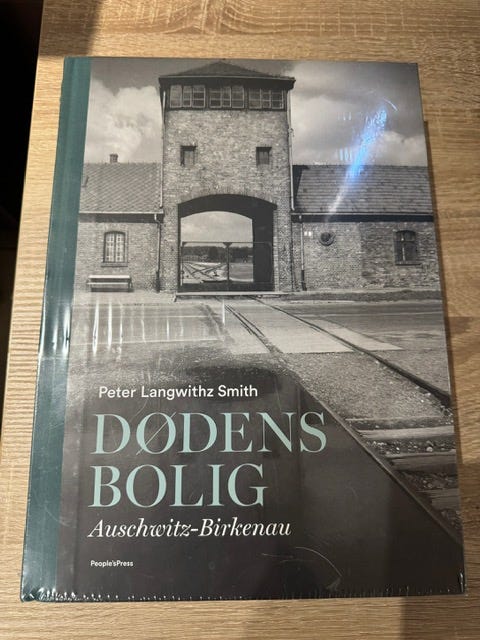 Peter Langwithz Smith
DØDENS
BOLIG
Auschwitz-Birkenau
People'sPress